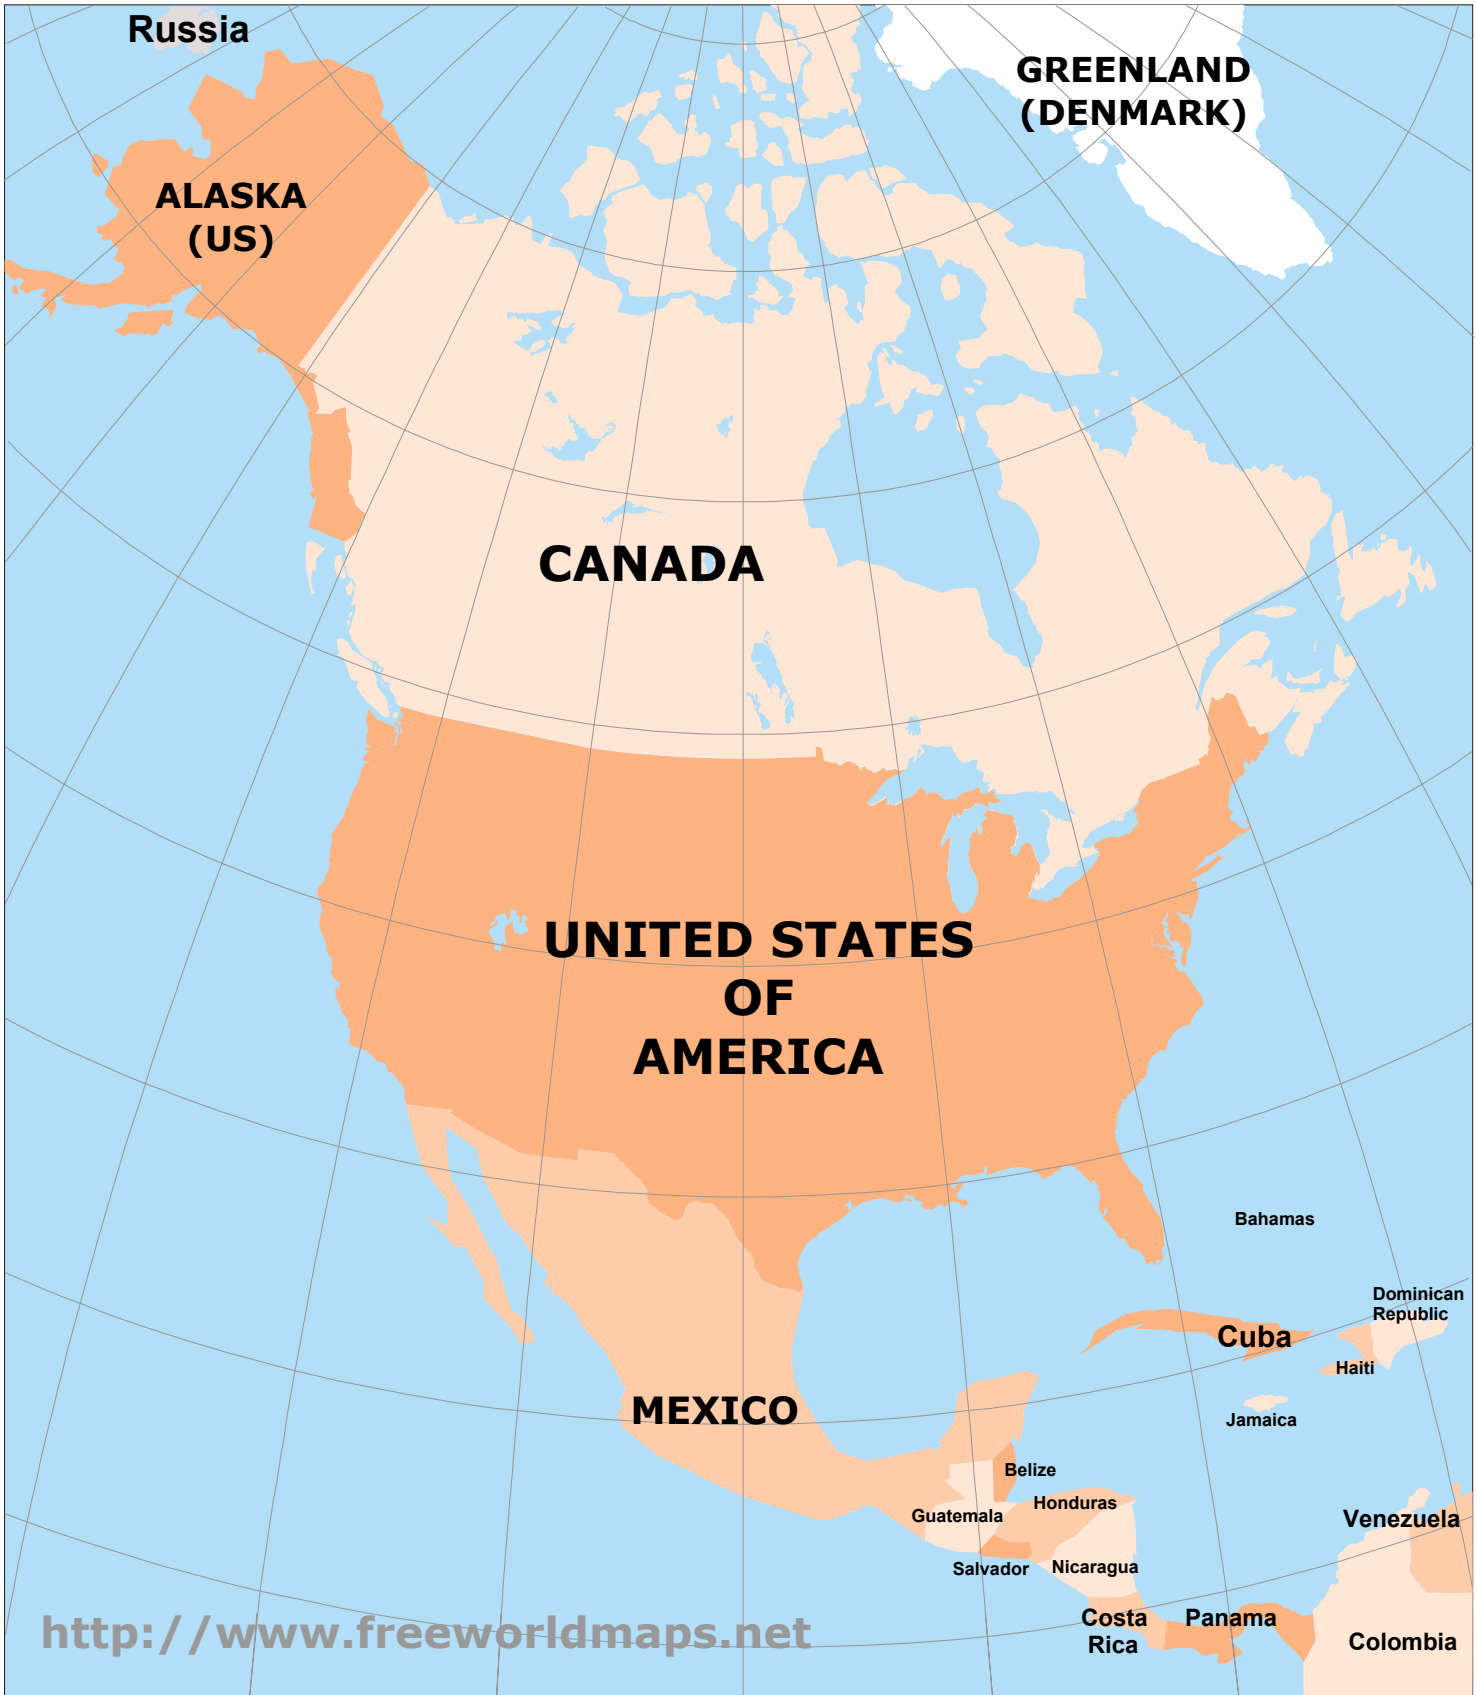 Russia
GREENLAND
(DENMARK)
ALASKA
(US)
CANADA
UNITED STATES
OF
AMERICA
Bahamas
Dominican
Republic
Cuba
Haiti
MEXICO
Jamaica
Belize
Honduras
Guatemala
Venezuela
Salvador
Nicaragua
Costa
Rica
Panama
Colombia
http://www.freeworldmaps.net